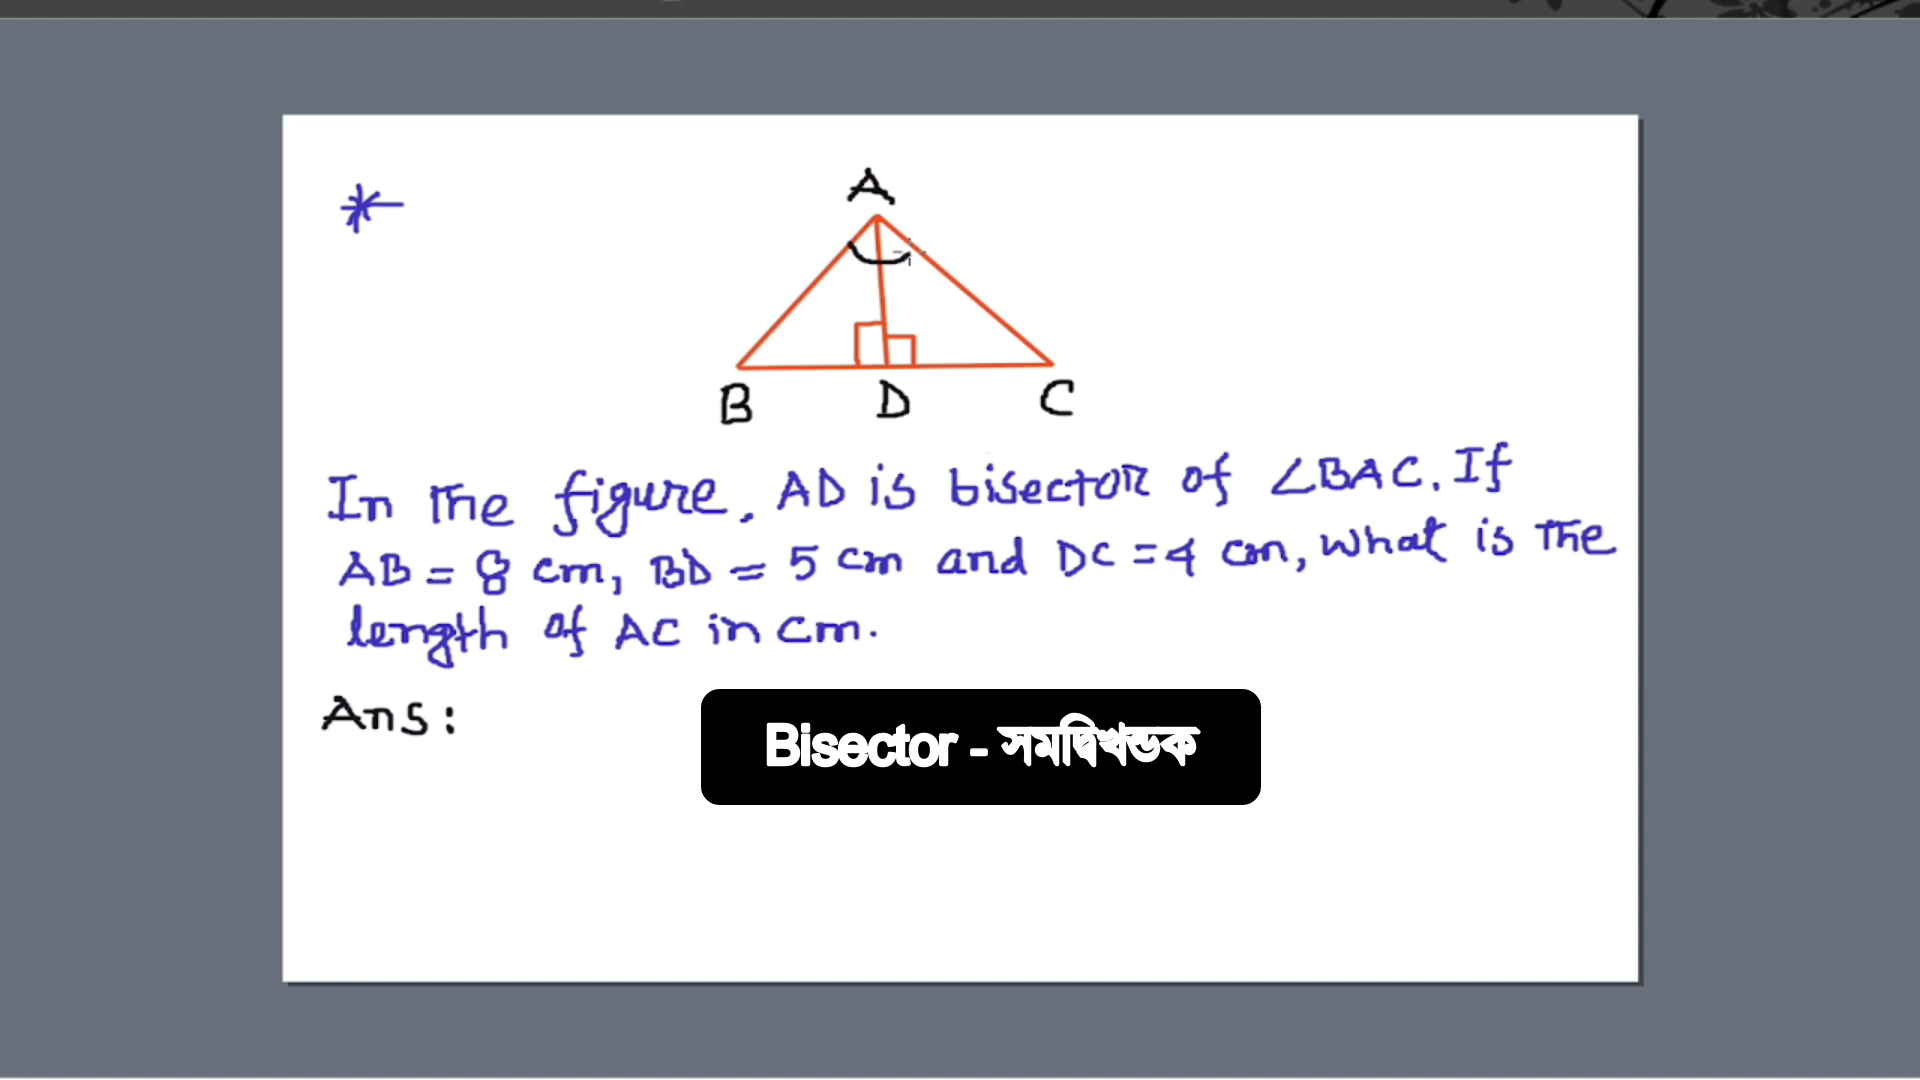 *
A
B D C
In the figure, AD is bisector of ∠BAC. If
AB = 8 cm, BD = 5 cm and DC = 4 cm, what is the
length of AC in cm.
Ans:
Bisector - সমদ্বিখন্ডক